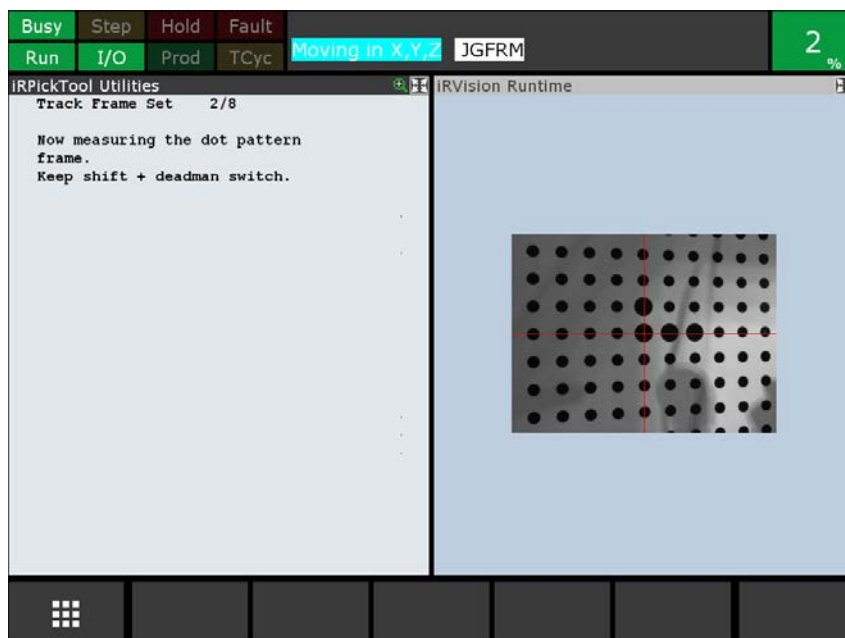 Busy Step Hold Fault
Run I/O Prod TCyc
Moving in X,Y,Z JGFRM
2 %
iRPickTool Utilities
Track Frame Set 2/8
Now measuring the dot pattern
frame.
Keep shift + deadman switch.
iRVision Runtime